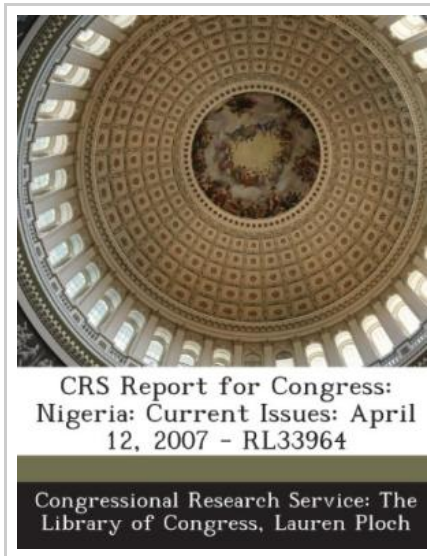 CRS Report for Congress:
Nigeria: Current Issues: April
12, 2007 - RL33964
Congressional Research Service: The
Library of Congress, Lauren Ploch